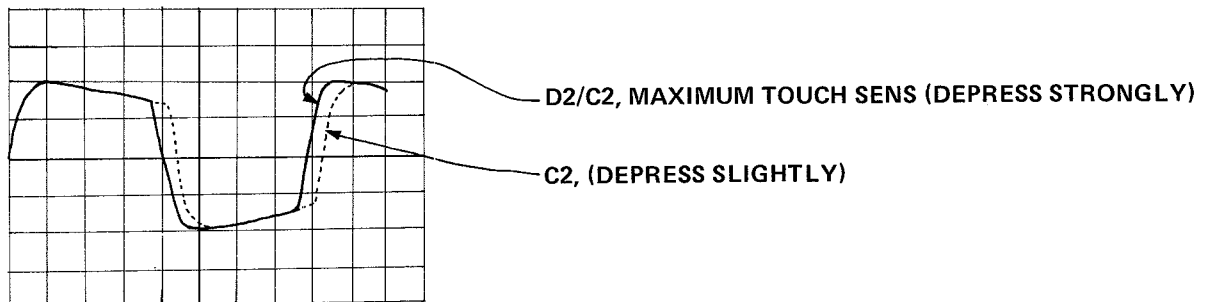 D2/C2, MAXIMUM TOUCH SENS (DEPRESS STRONGLY)
C2, (DEPRESS SLIGHTLY)